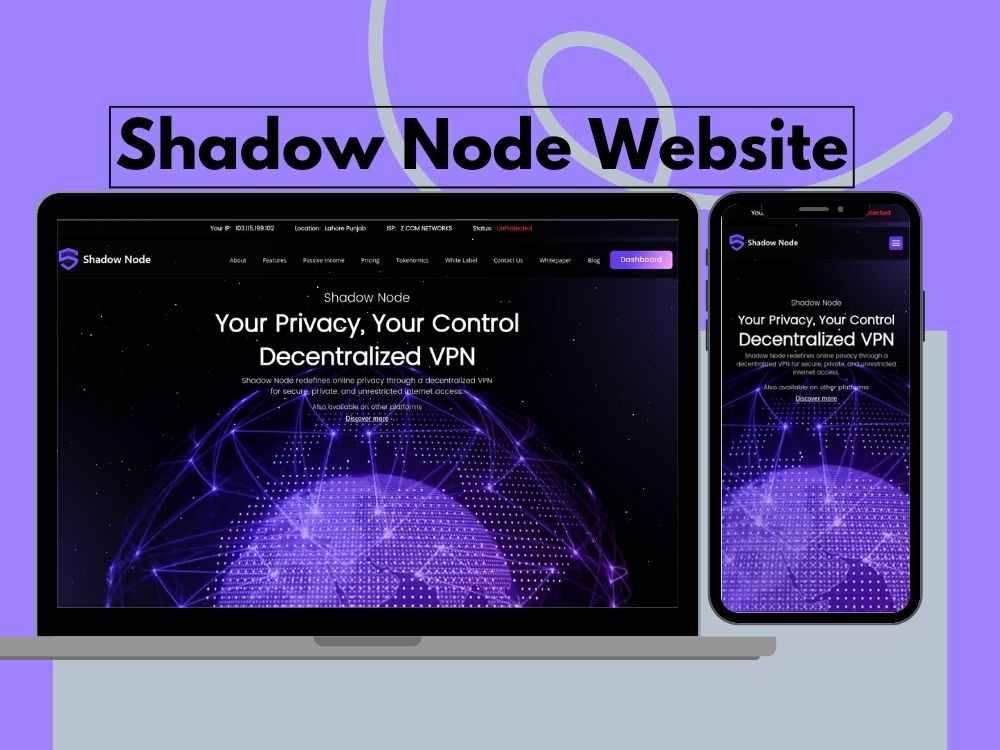 Shadow Node Website
Your IP: 103.115.199.102 Location: Lahore Punjab ISP: Z COM NETWORKS Status: UnProtected
Shadow Node About Features Passive Income Pricing Tokenomics White Label Contact Us Whitepaper Blog Dashboard
Shadow Node
Your Privacy, Your Control
Decentralized VPN
Shadow Node redefines online privacy through a decentralized VPN
for secure, private, and unrestricted internet access.
Also available on other platforms
Discover more
Shadow Node
Shadow Node
Your Privacy, Your Control
Decentralized VPN
Shadow Node redefines online privacy through a
decentralized VPN for secure, private, and unrestricted
internet access.
Also available on other platforms
Discover more